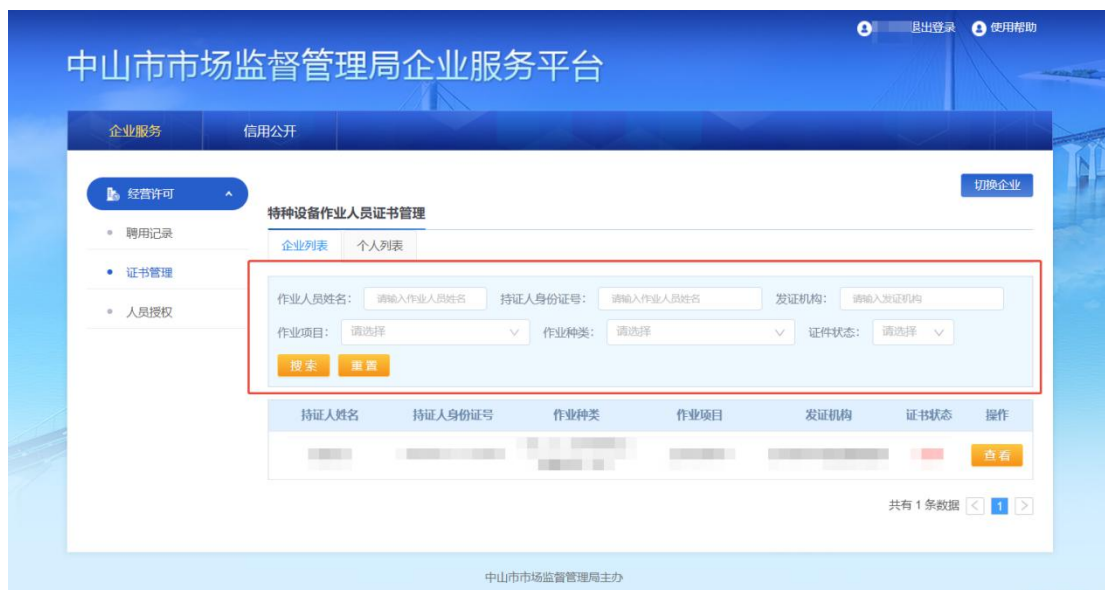 退出登录 使用帮助
中山市市场监督管理局企业服务平台
企业服务 信用公开
切换企业
经营许可
聘用记录
证书管理
人员授权
特种设备作业人员证书管理
企业列表 个人列表
作业人员姓名： 请输入作业人员姓名 持证人身份证号： 请输入作业人员姓名 发证机构： 请输入发证机构
作业项目： 请选择 作业种类： 请选择 证件状态： 请选择
搜索 重置
持证人姓名 持证人身份证号 作业种类 作业项目 发证机构 证书状态 操作
查看
共有 1 条数据 < 1 >
中山市市场监督管理局主办